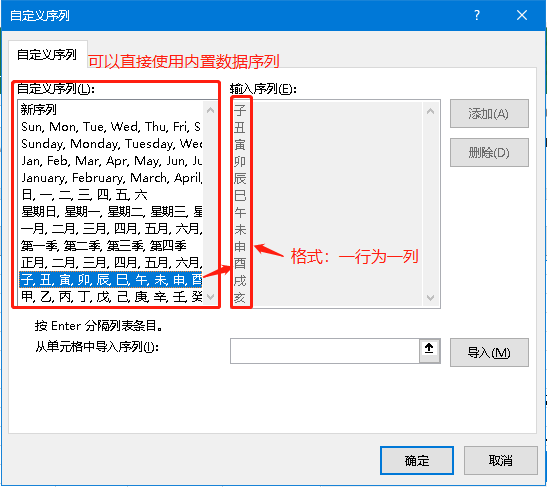 自定义序列
自定义序列
可以直接使用内置数据序列
自定义序列(L):
输入序列(E):
新序列
Sun, Mon, Tue, Wed, Thu, Fri, S
Sunday, Monday, Tuesday, Wed
Jan, Feb, Mar, Apr, May, Jun, Ju
January, February, March, April,
日, 一, 二, 三, 四, 五, 六
星期日, 星期一, 星期二, 星期三, 星
一月, 二月, 三月, 四月, 五月, 六月,
第一季, 第二季, 第三季, 第四季
正月, 二月, 三月, 四月, 五月, 六月,
子, 丑, 寅, 卯, 辰, 巳, 午, 未, 申, 酉
甲, 乙, 丙, 丁, 戊, 己, 庚, 辛, 壬, 癸
子
丑
寅
卯
辰
巳
午
未
申
酉
戌
亥
格式：一行为一列
添加(A)
删除(D)
按 Enter 分隔列表条目。
从单元格中导入序列(I):
导入(M)
确定
取消